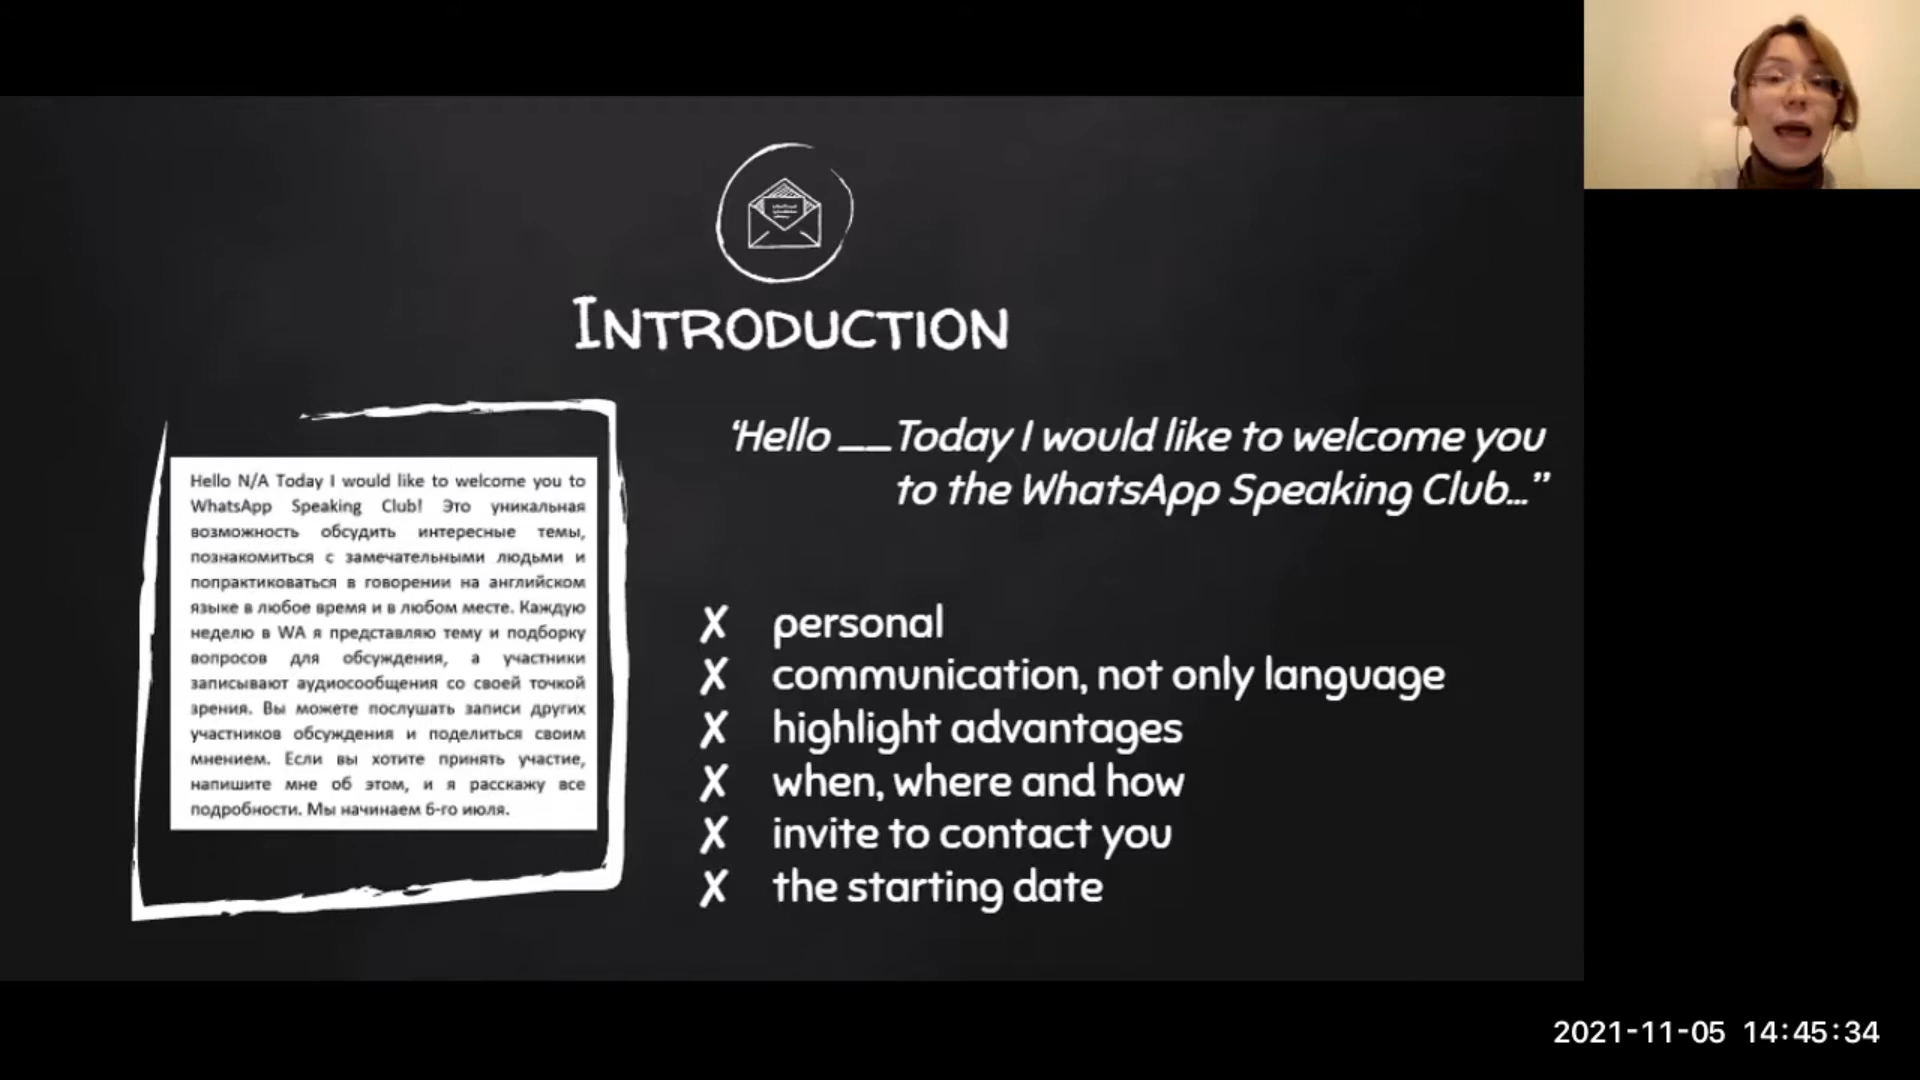 INTRODUCTION
Hello N/A Today I would like to welcome you to
WhatsApp Speaking Club! Это уникальная
возможность обсудить интересные темы,
познакомиться с замечательными людьми и
попрактиковаться в говорении на английском
языке в любое время и в любом месте. Каждую
неделю в WA я представляю тему и подборку
вопросов для обсуждения, а участники
записывают аудиосообщения со своей точкой
зрения. Вы можете послушать записи других
участников обсуждения и поделиться своим
мнением. Если вы хотите принять участие,
напишите мне об этом, и я расскажу все
подробности. Мы начинаем 6-го июля.
“Hello __Today I would like to welcome you
to the WhatsApp Speaking Club...”
✗ personal
✗ communication, not only language
✗ highlight advantages
✗ when, where and how
✗ invite to contact you
✗ the starting date
2021-11-05 14:45:34